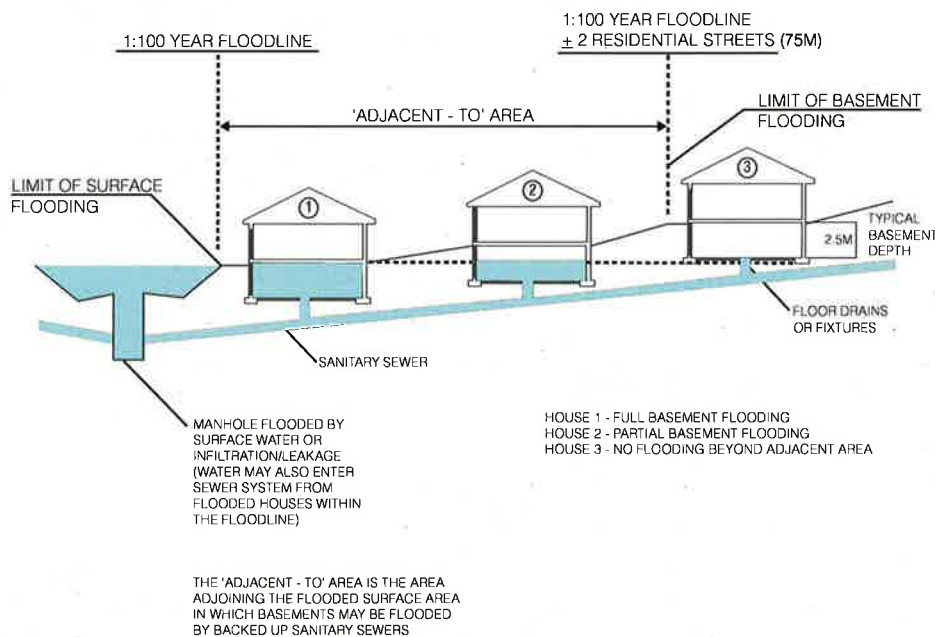 1:100 YEAR FLOODLINE
1:100 YEAR FLOODLINE
± 2 RESIDENTIAL STREETS (75M)
'ADJACENT - TO' AREA
LIMIT OF BASEMENT
FLOODING
LIMIT OF SURFACE
FLOODING
1
2
3
2.5M
TYPICAL
BASEMENT
DEPTH
FLOOR DRAINS
OR FIXTURES
SANITARY SEWER
MANHOLE FLOODED BY
SURFACE WATER OR
INFILTRATION/LEAKAGE
(WATER MAY ALSO ENTER
SEWER SYSTEM FROM
FLOODED HOUSES WITHIN
THE FLOODLINE)
HOUSE 1 - FULL BASEMENT FLOODING
HOUSE 2 - PARTIAL BASEMENT FLOODING
HOUSE 3 - NO FLOODING BEYOND ADJACENT AREA
THE 'ADJACENT - TO' AREA IS THE AREA
ADJOINING THE FLOODED SURFACE AREA
IN WHICH BASEMENTS MAY BE FLOODED
BY BACKED UP SANITARY SEWERS